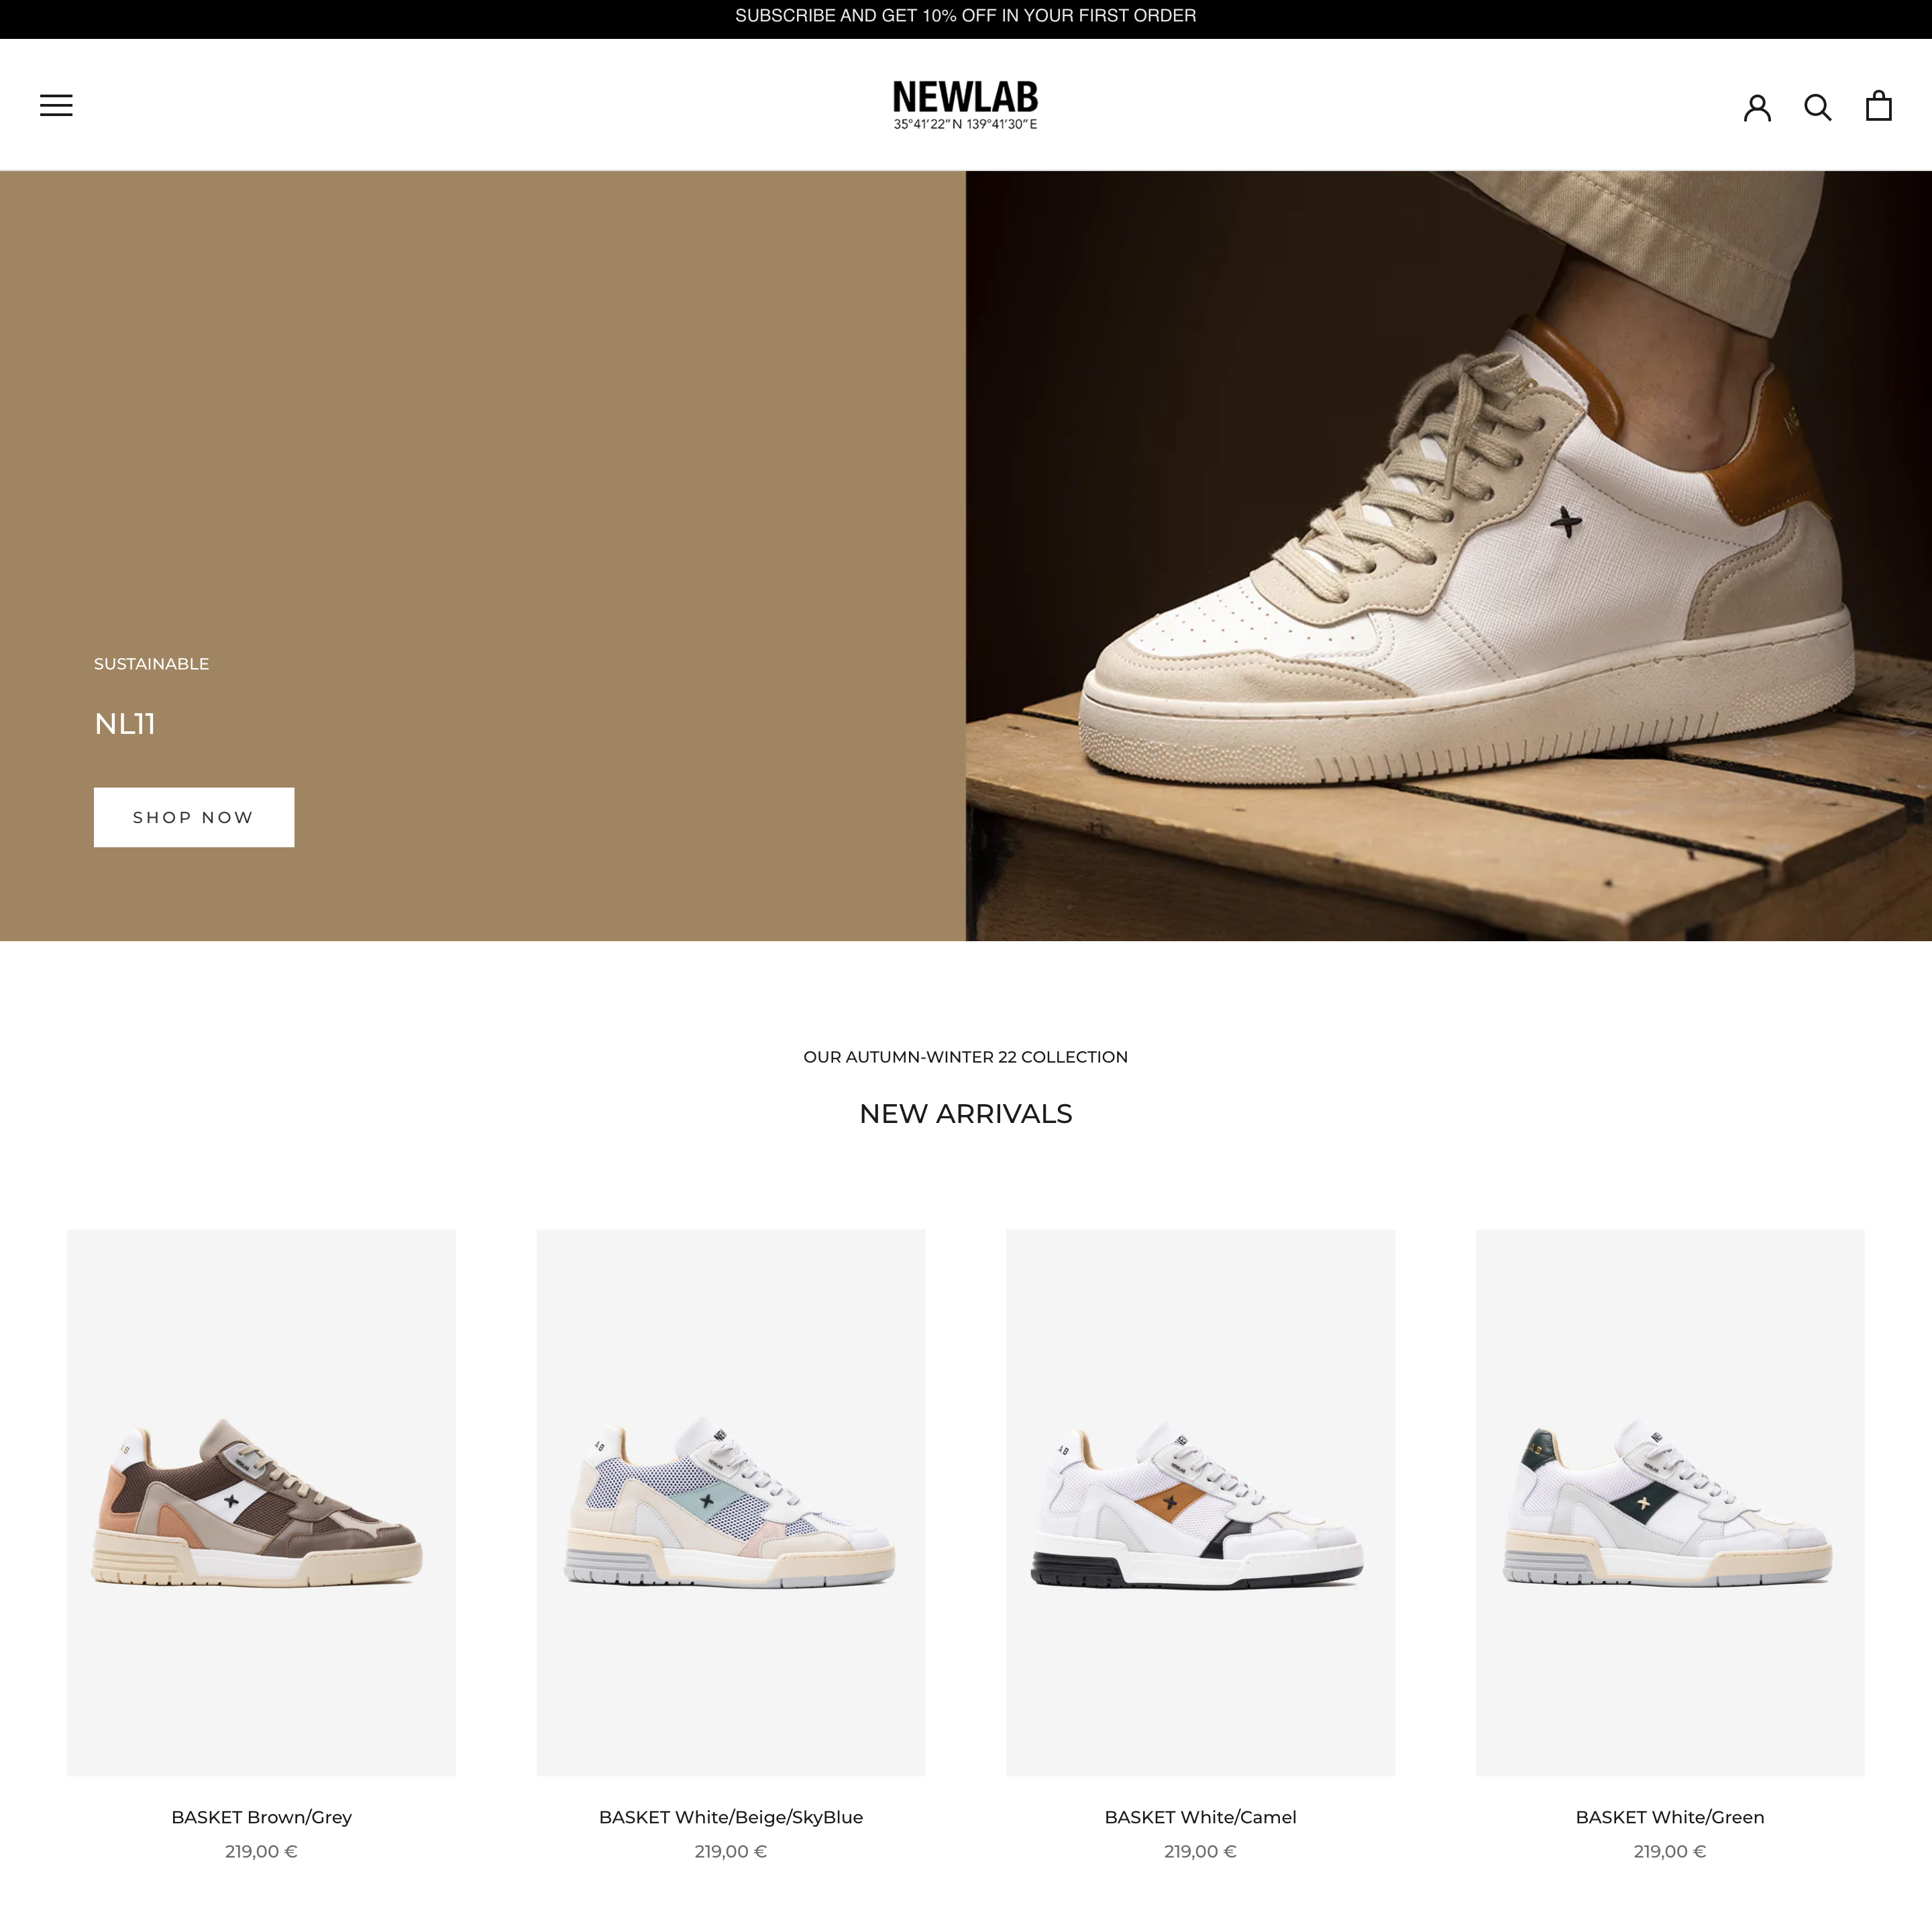 SUBSCRIBE AND GET 10% OFF IN YOUR FIRST ORDER
NEWLAB
35°41'22"N 139°41'30"E
SUSTAINABLE
NL11
SHOP NOW
OUR AUTUMN-WINTER 22 COLLECTION
NEW ARRIVALS
BASKET Brown/Grey
BASKET White/Beige/SkyBlue
BASKET White/Camel
BASKET White/Green
219,00 €
219,00 €
219,00 €
219,00 €